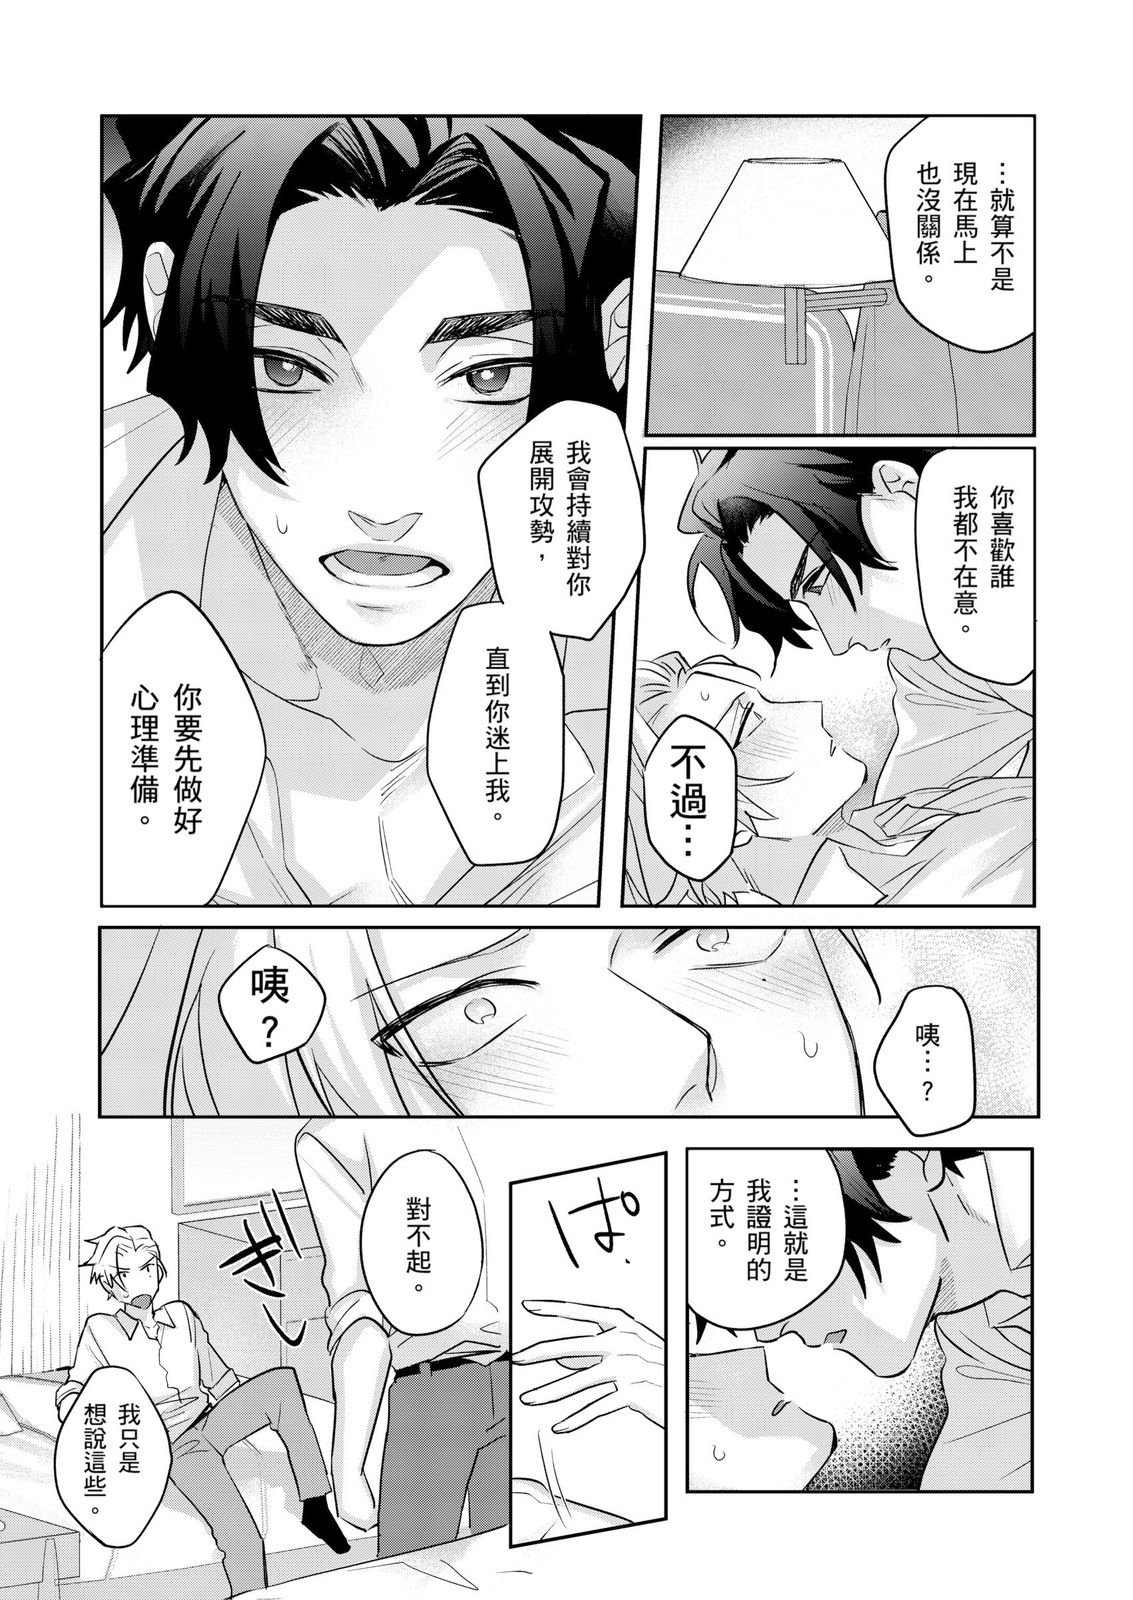 …就算不是
現在馬上
也沒關係。
你喜歡誰
我都不在意。
不過…
我會持續對你
展開攻勢，
直到你迷上我。
你要先做好
心理準備。
咦…？
咦？
…這就是
我證明的
方式。
ぱ
對不起。
ぎし
我只是
想說這些。